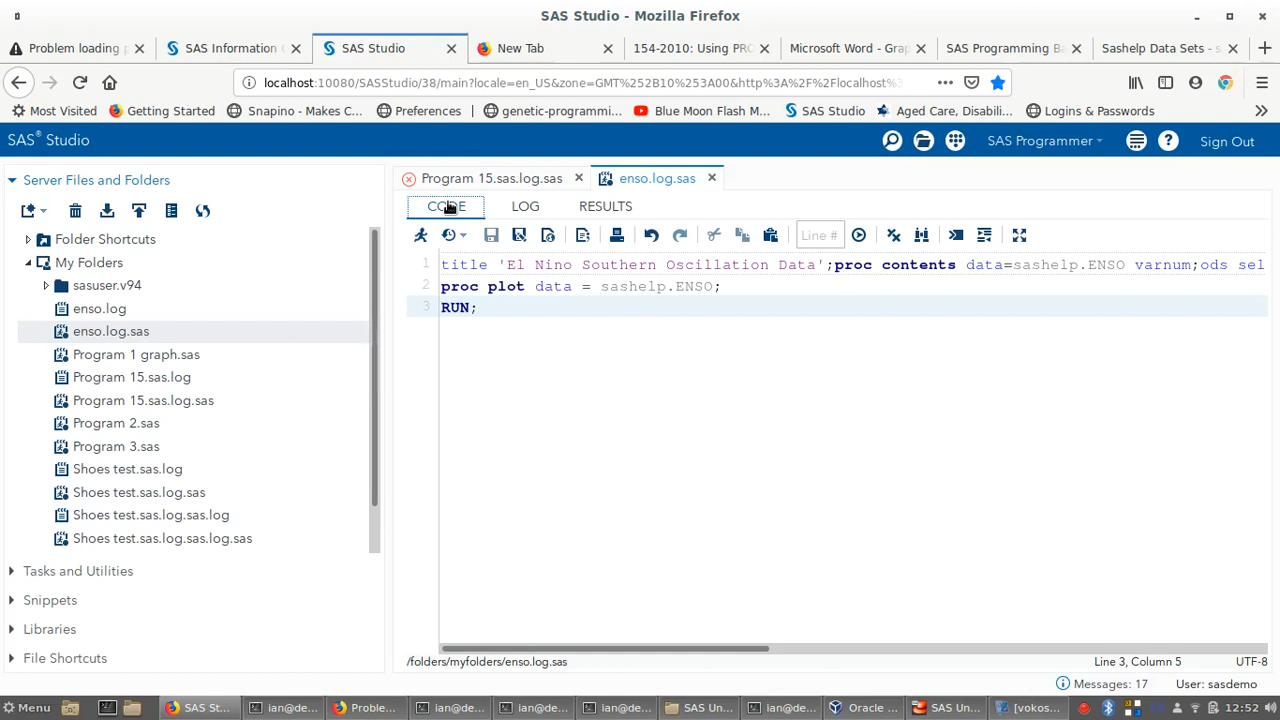 SAS Studio - Mozilla Firefox
Problem loading p
SAS Information (
SAS Studio
New Tab
154-2010: Using PRC
Microsoft Word - Grap
SAS Programming Ba
Sashelp Data Sets - s
localhost:10080/SASStudio/38/main?locale=en_US&zone=GMT%252B10%253A00&http%3A%2F%2Flocalhost%3
Most Visited
Getting Started
Snapino - Makes C...
Preferences
genetic-programmi...
Blue Moon Flash M...
SAS Studio
Aged Care, Disabili...
Logins & Passwords
SAS® Studio
SAS Programmer
Sign Out
Server Files and Folders
Program 15.sas.log.sas
enso.log.sas
CODE
LOG
RESULTS
Line #
Folder Shortcuts
My Folders
sasuser.v94
enso.log
enso.log.sas
Program 1 graph.sas
Program 15.sas.log
Program 15.sas.log.sas
Program 2.sas
Program 3.sas
Shoes test.sas.log
Shoes test.sas.log.sas
Shoes test.sas.log.sas.log
Shoes test.sas.log.sas.log.sas
Tasks and Utilities
Snippets
Libraries
File Shortcuts
1 title 'El Nino Southern Oscillation Data';proc contents data=sashelp.ENSO varnum;ods sel
2 proc plot data = sashelp.ENSO;
3 RUN;
/folders/myfolders/enso.log.sas
Line 3, Column 5
UTF-8
Messages: 17
User: sasdemo
Menu
SAS St...
ian@de...
Proble...
ian@de...
ian@de...
ian@de...
SAS Un...
ian@de...
Oracle ...
SAS Un...
[vokos...
12:52